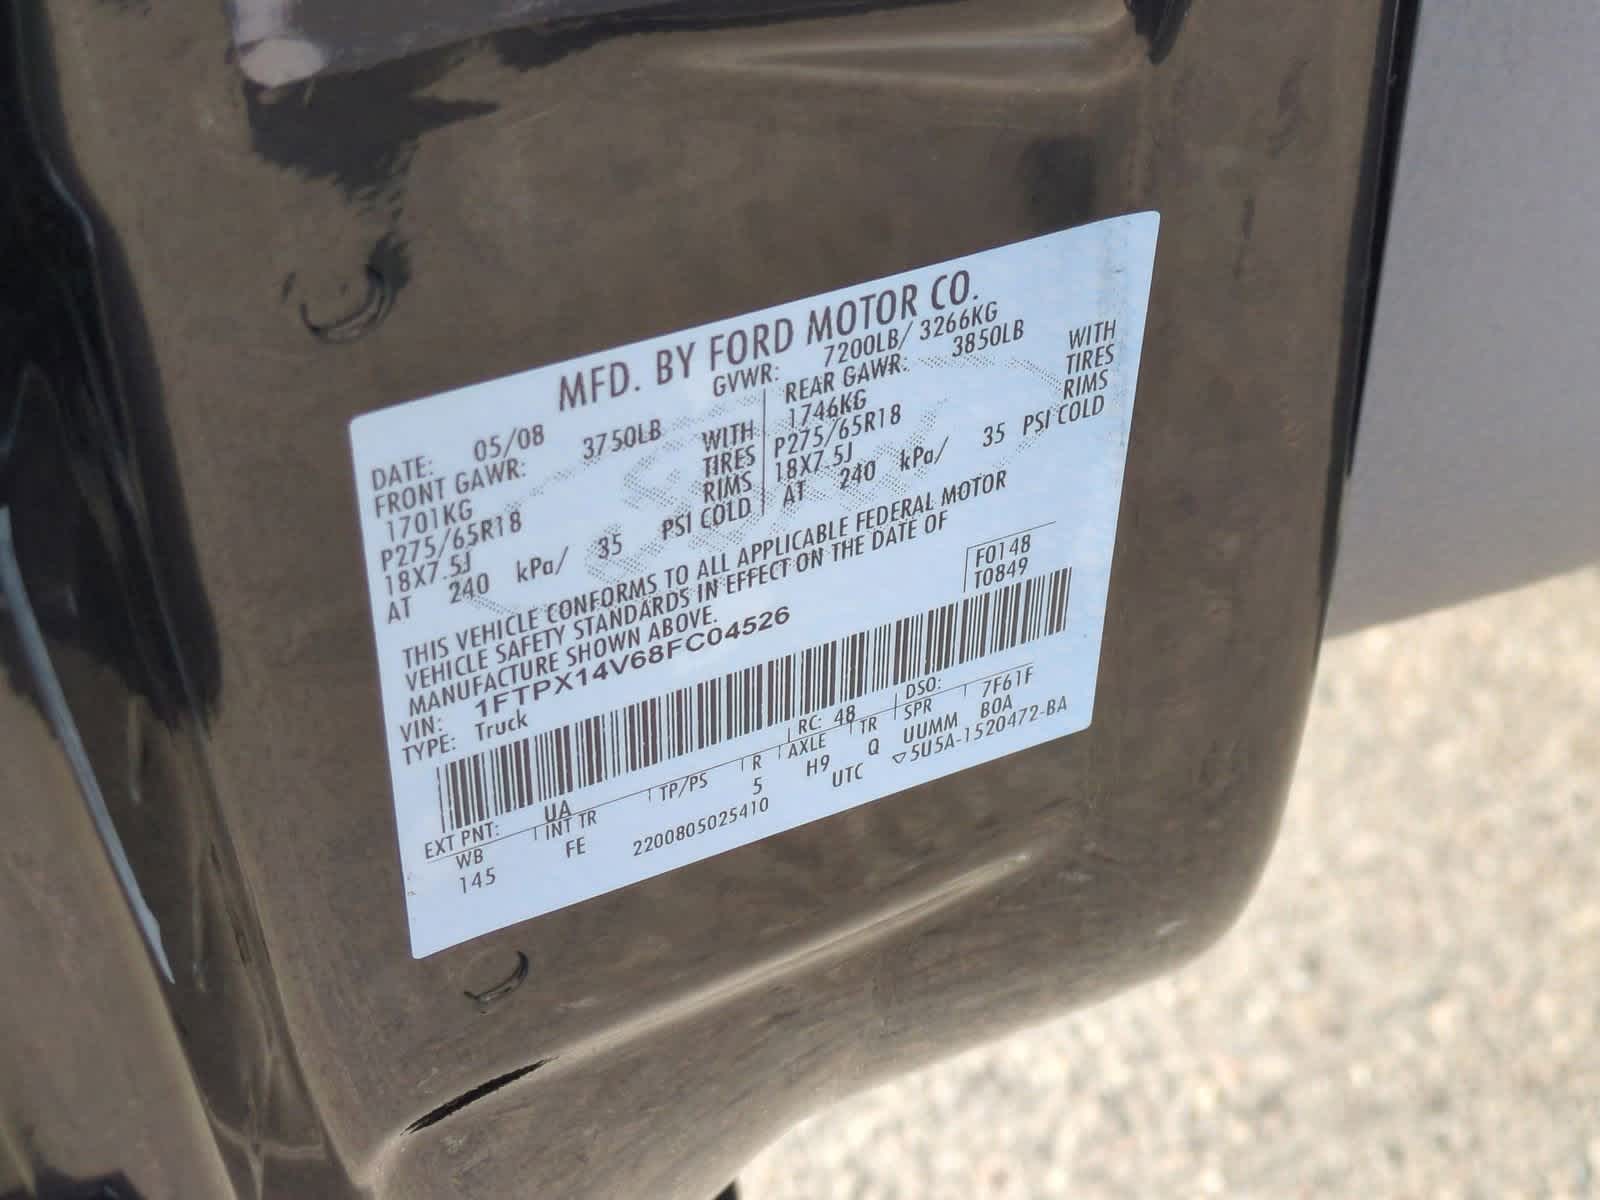 MFD. BY FORD MOTOR CO.
DATE: 05/08 GVWR: 7200LB/ 3266KG
FRONT GAWR: 3750LB REAR GAWR: 3850LB
1701KG WITH 1746KG WITH
P275/65R18 TIRES P275/65R18 TIRES
18X7.5J RIMS 18X7.5J RIMS
AT 240 kPa/ 35 PSI COLD AT 240 kPa/ 35 PSI COLD
THIS VEHICLE CONFORMS TO ALL APPLICABLE FEDERAL MOTOR
VEHICLE SAFETY STANDARDS IN EFFECT ON THE DATE OF
MANUFACTURE SHOWN ABOVE.
VIN: 1FTPX14V68FC04526 F0148
TYPE: Truck T0849
EXT PNT: UA RC: 48 DSO: 7F61F
WB INT TR TP/PS R AXLE TR SPR BOA
145 FE 5 H9 Q UUMM
2200805025410 UTC ▽5U5A-1520472-BA